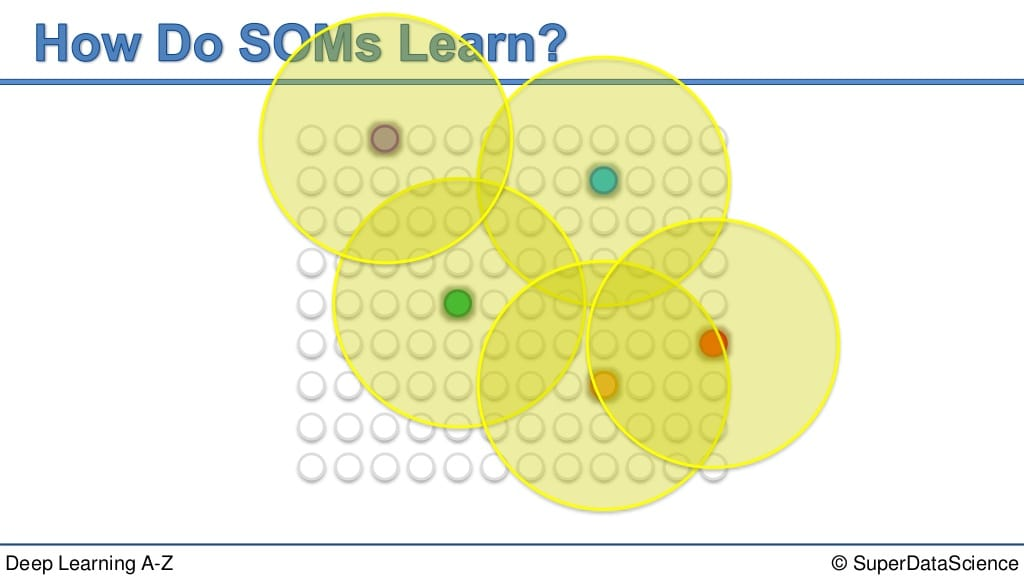 How Do SOMs Learn?
Deep Learning A-Z
© SuperDataScience